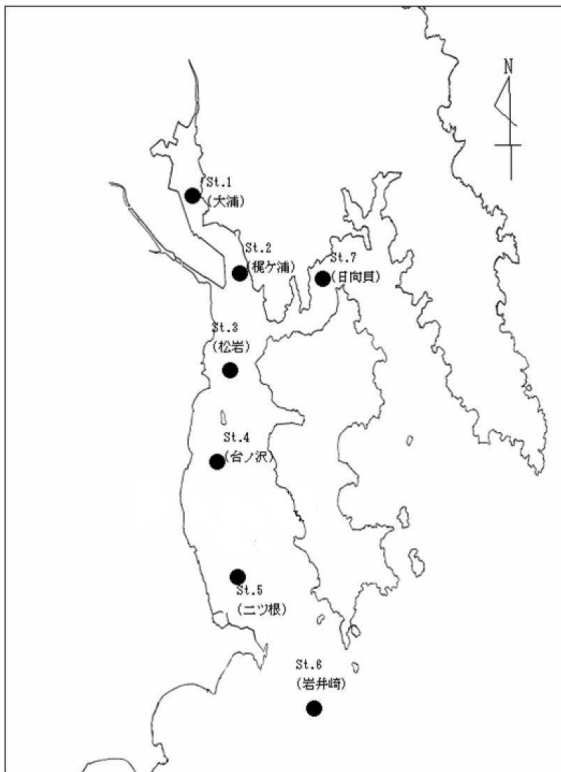 N
St.1
(大浦)
St.2
(梶ケ浦)
St.7
(日向貝)
St.3
(松岩)
St.4
(台ノ沢)
St.5
(二ツ根)
St.6
(岩井崎)